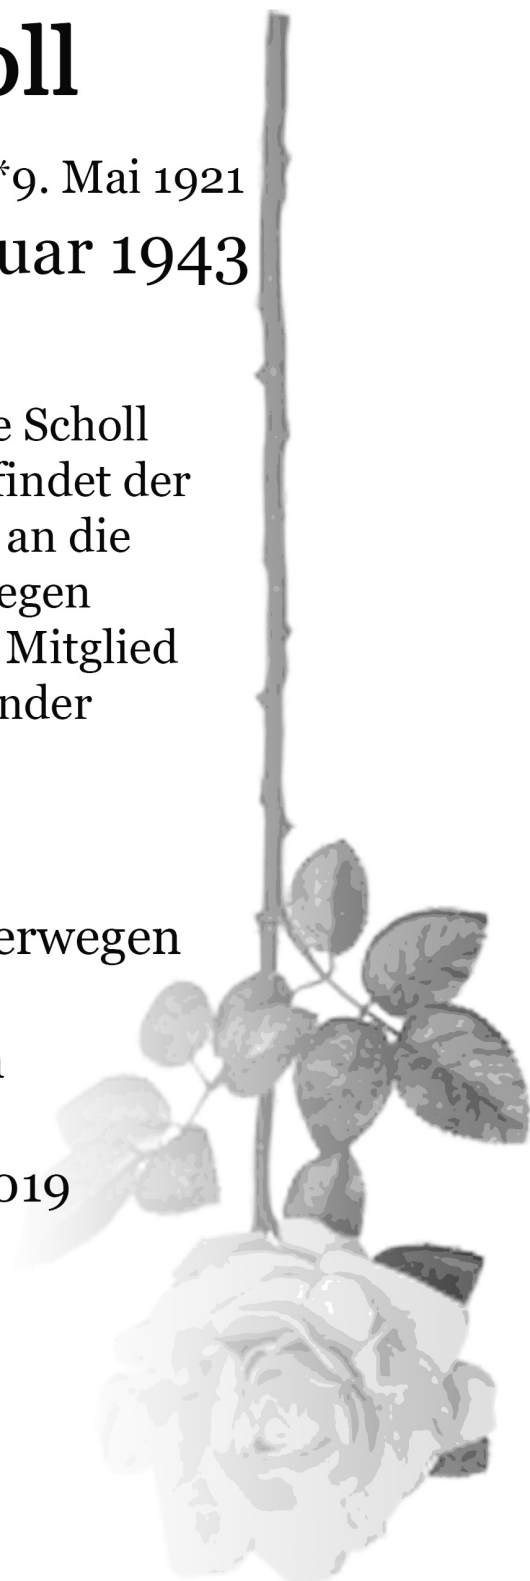 oll
*9. Mai 1921
uar 1943
e Scholl
findet der
an die
egen
Mitglied
nder
erwegen
019